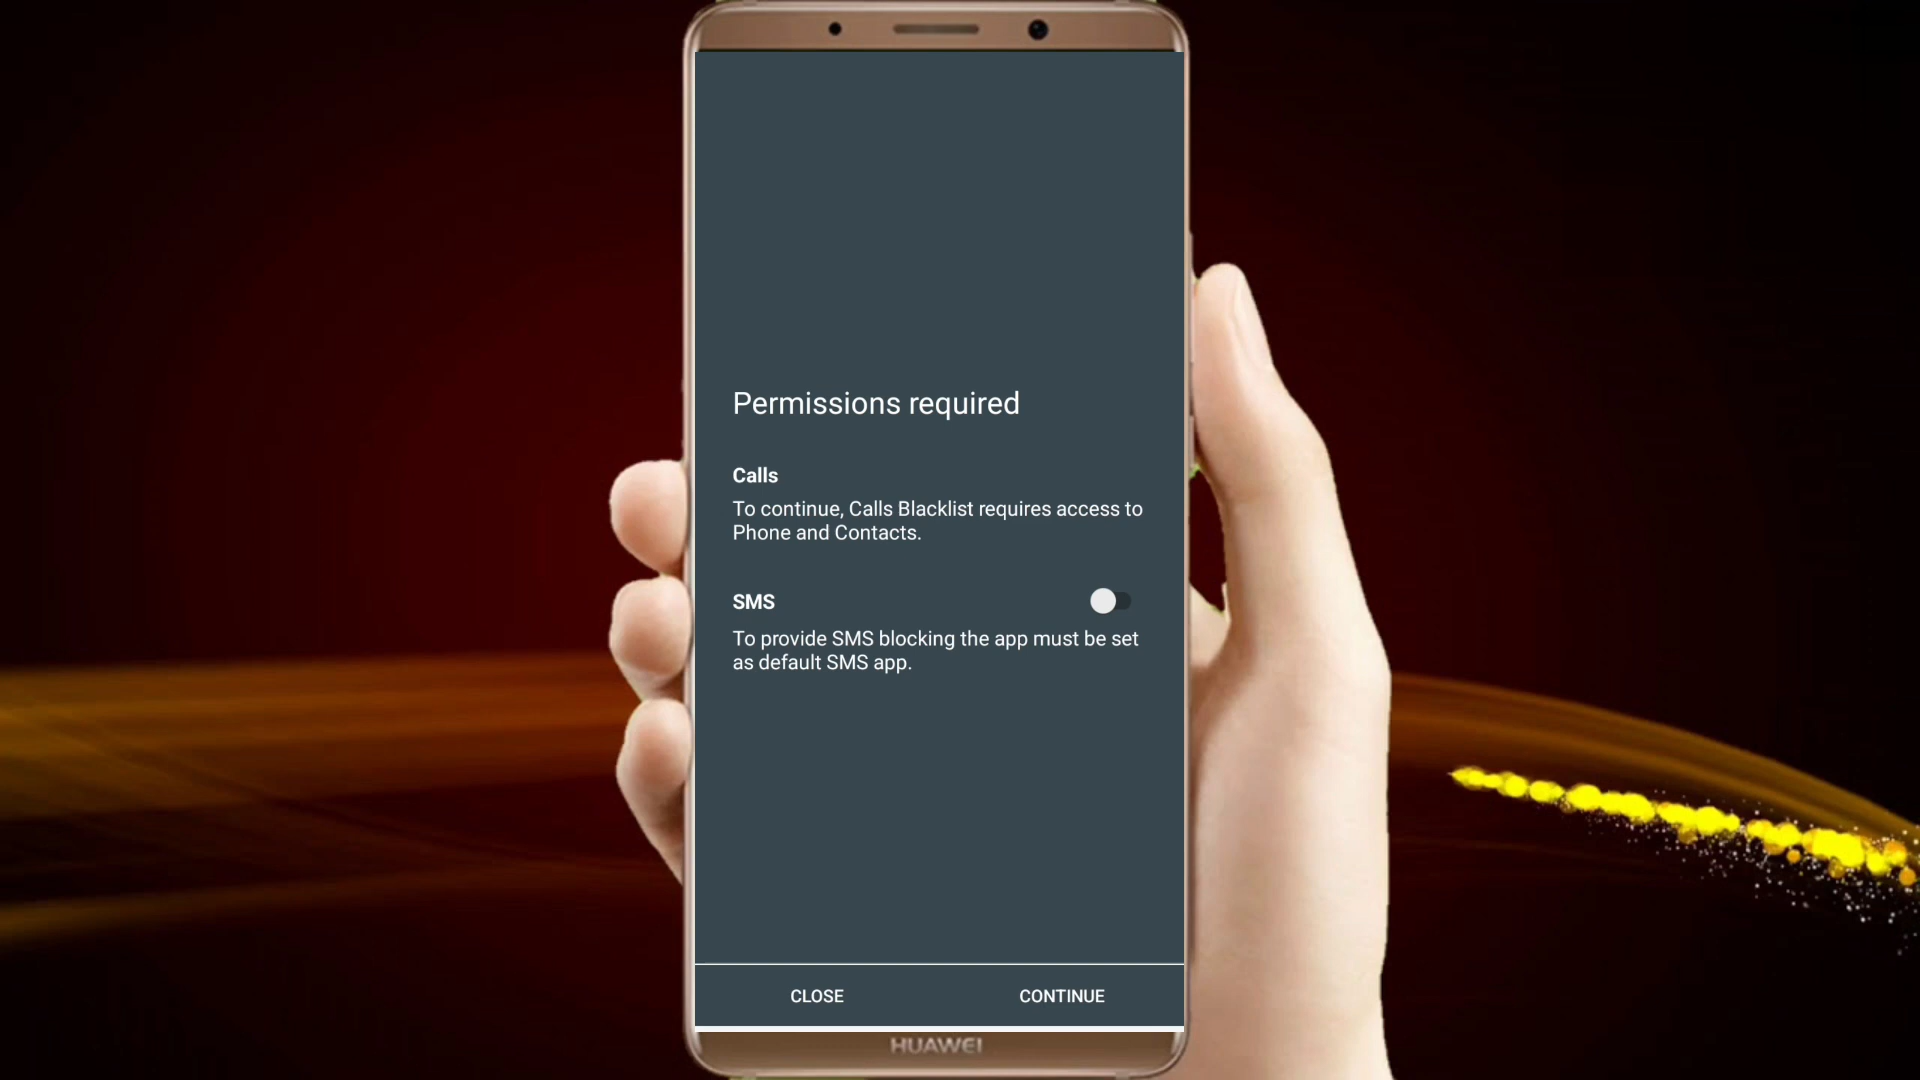 Permissions required
Calls
To continue, Calls Blacklist requires access to
Phone and Contacts.
SMS
To provide SMS blocking the app must be set
as default SMS app.
CLOSE
CONTINUE
HUAWEI